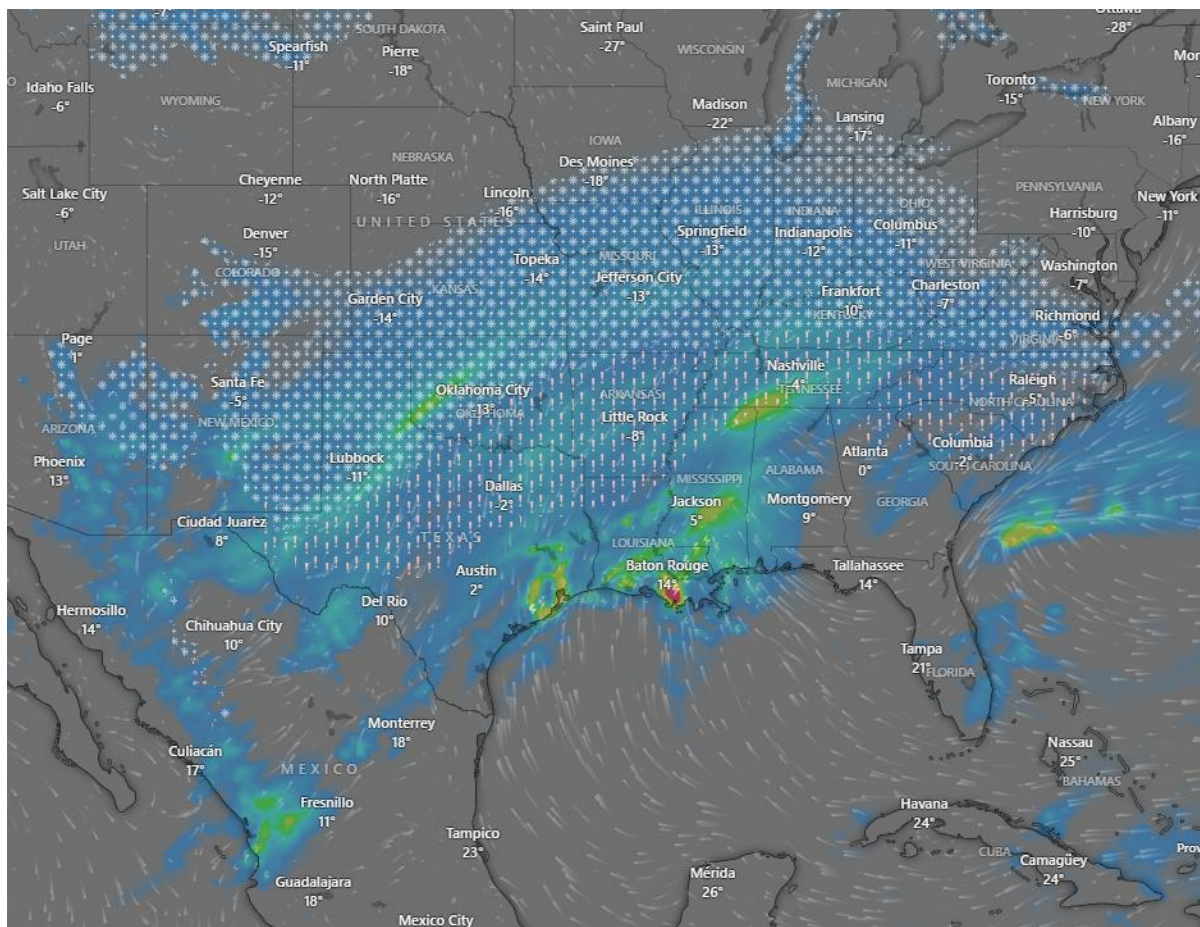 -7°
SOUTH DAKOTA
Saint Paul
-27°
WISCONSIN
-28°
Spearfish
-11°
Pierre
-18°
Idaho Falls
-6°
WYOMING
Madison
-22°
MICHIGAN
Toronto
-15°
NEW YORK
Lansing
-17°
Albany
-16°
NEBRASKA
IOWA
Des Moines
-18°
Salt Lake City
-6°
Cheyenne
-12°
North Platte
-16°
Lincoln
-16°
PENNSYLVANIA
New York
-11°
Harrisburg
-10°
UNITED STATES
UTAH
Denver
-15°
COLORADO
ILLINOIS
Springfield
-13°
INDIANA
Indianapolis
-12°
OHIO
Columbus
-11°
Topeka
-14°
MISSOURI
Jefferson City
-13°
WEST VIRGINIA
Washington
-7°
KANSAS
Garden City
-14°
Frankfort
-10°
KENTUCKY
Charleston
-7°
Richmond
-6°
VIRGINIA
Page
1°
Santa Fe
-5°
NEW MEXICO
ARIZONA
Oklahoma City
-13°
OKLAHOMA
ARKANSAS
Little Rock
-8°
Nashville
-4°
TENNESSEE
Raleigh
-5°
NORTH CAROLINA
Phoenix
13°
Lubbock
-11°
Dallas
-2°
Atlanta
0°
Columbia
-2°
SOUTH CAROLINA
MISSISSIPPI
ALABAMA
Jackson
5°
Montgomery
9°
GEORGIA
Ciudad Juarez
8°
TEXAS
LOUISIANA
Austin
2°
Baton Rouge
14°
Tallahassee
14°
Hermosillo
14°
Chihuahua City
10°
Del Rio
10°
Tampa
21°
FLORIDA
Monterrey
18°
Culiacán
17°
MEXICO
Nassau
25°
BAHAMAS
Fresnillo
11°
Tampico
23°
Havana
24°
CUBA
Camagüey
24°
Mérida
26°
Guadalajara
18°
Mexico City